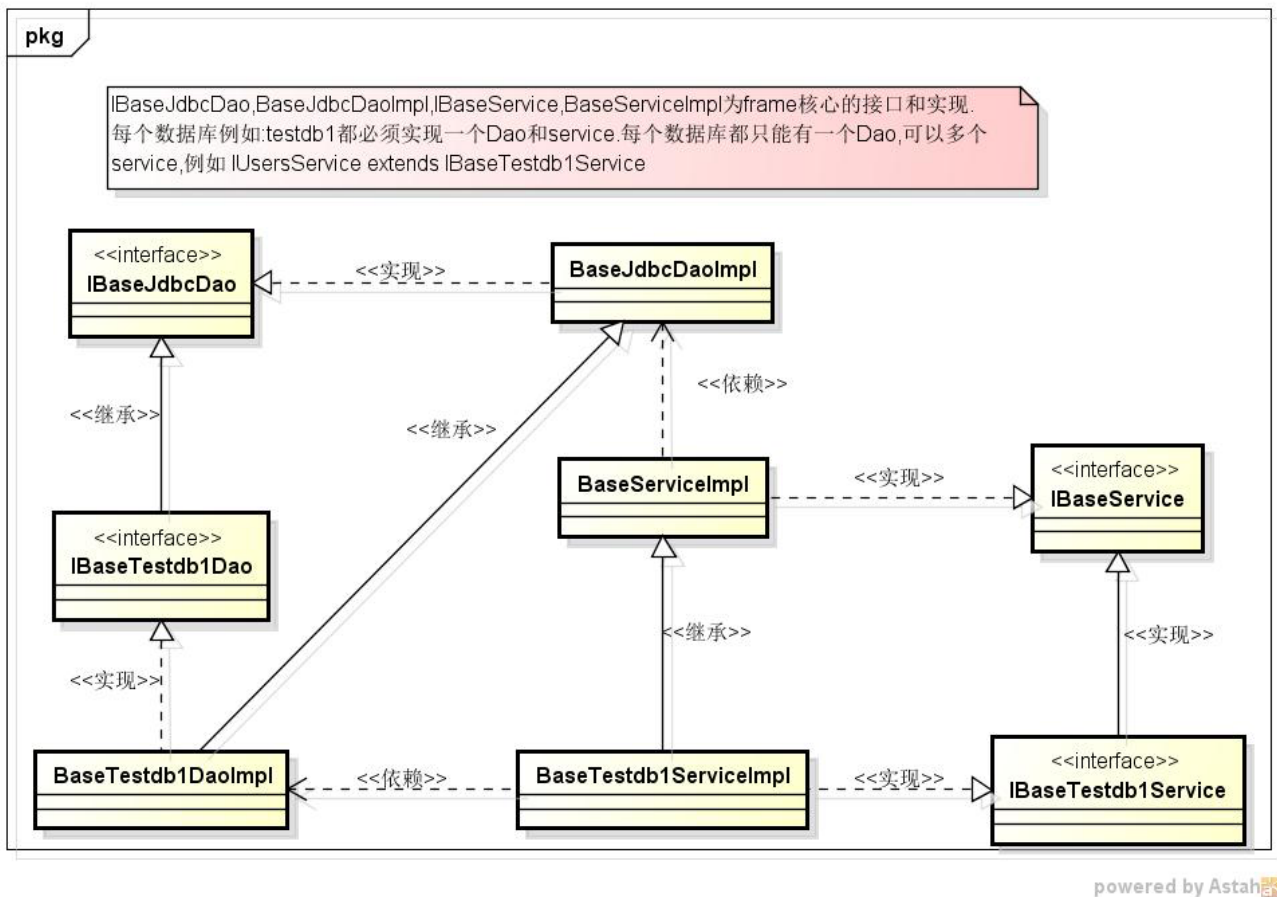 pkg
IBaseJdbcDao,BaseJdbcDaoImpl,IBaseService,BaseServiceImpl为frame核心的接口和实现.
每个数据库例如:testdb1都必须实现一个Dao和service.每个数据库都只能有一个Dao,可以多个
service,例如 IUsersService extends IBaseTestdb1Service
<<interface>>
IBaseJdbcDao
<<实现>>
BaseJdbcDaoImpl
<<依赖>>
<<继承>>
<<继承>>
BaseServiceImpl
<<实现>>
<<interface>>
IBaseService
<<interface>>
IBaseTestdb1Dao
<<继承>>
<<实现>>
<<实现>>
BaseTestdb1DaoImpl
<<依赖>>
BaseTestdb1ServiceImpl
<<实现>>
<<interface>>
IBaseTestdb1Service
powered by Astah